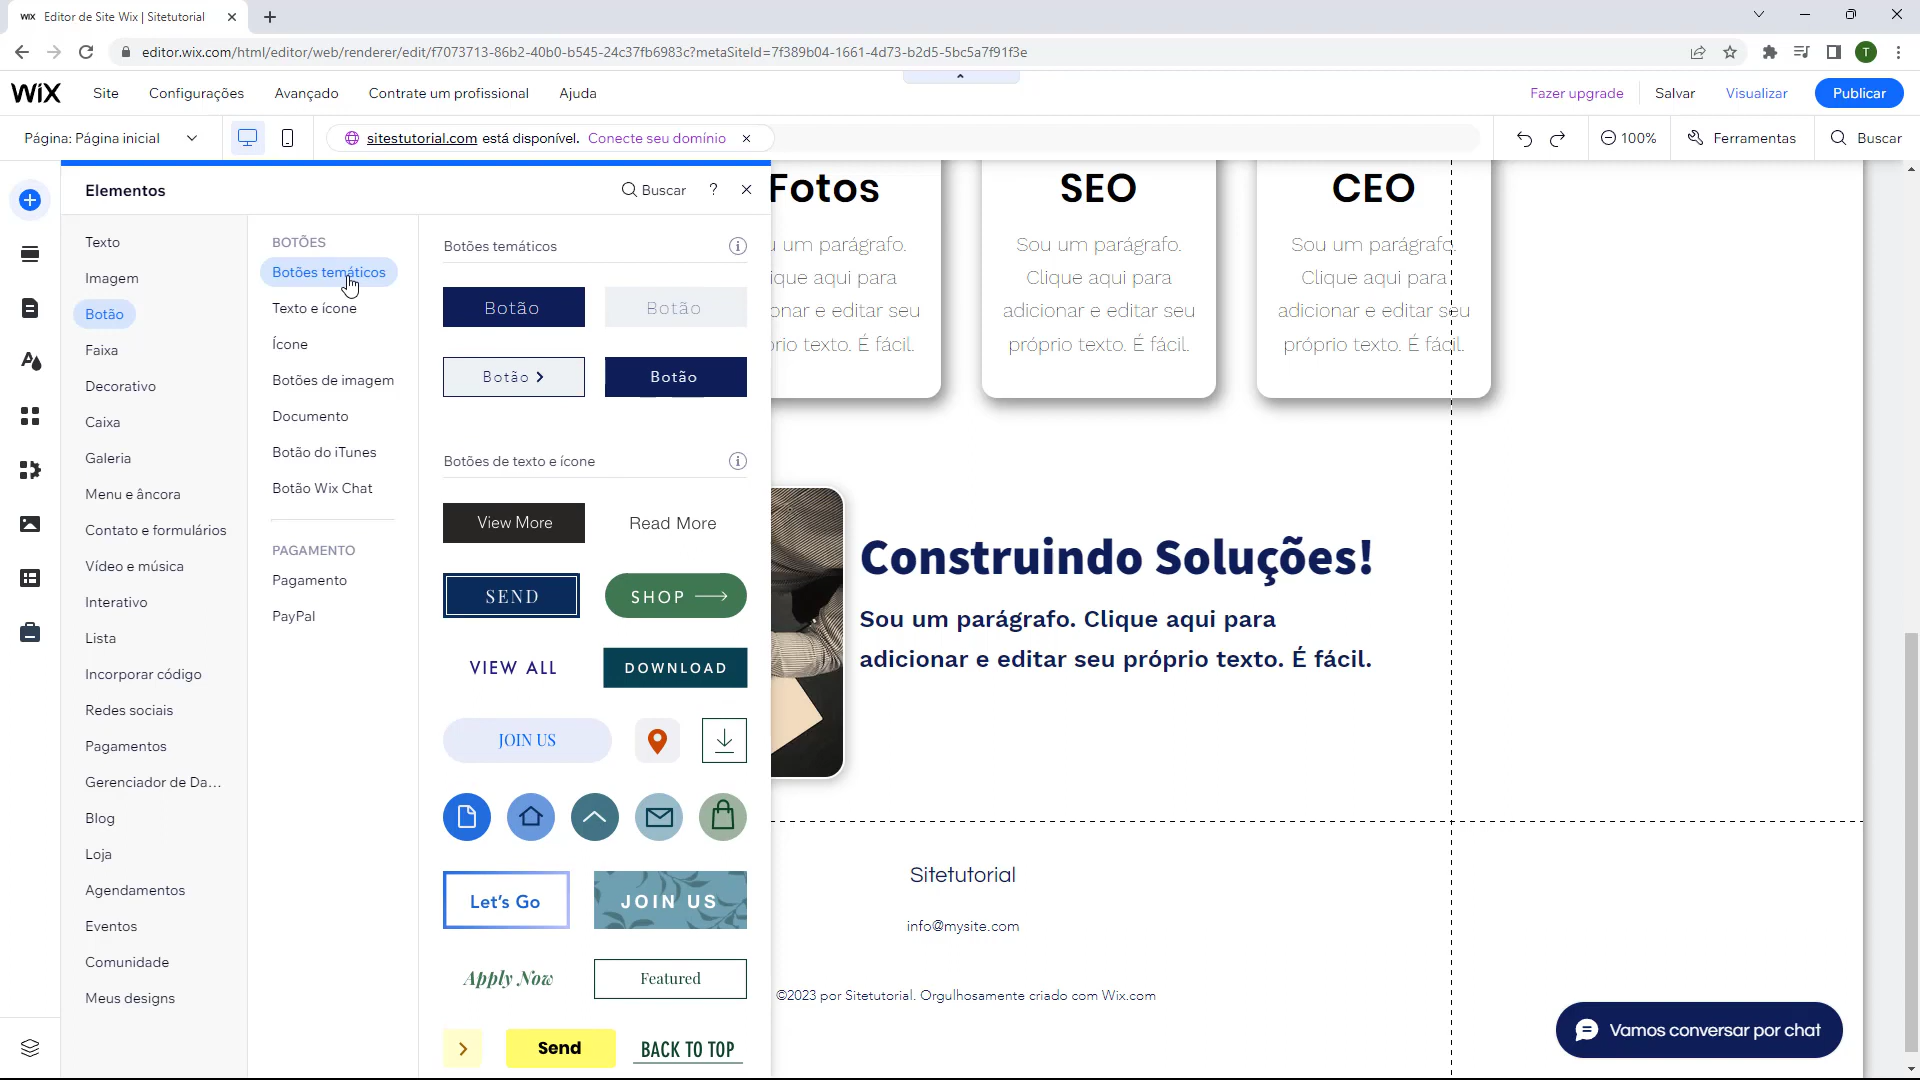 WiX Editor de Site Wix | Sitetutorial
editor.wix.com/html/editor/web/renderer/edit/f7073713-86b2-40b0-b545-24c37fb6983c?metaSiteId=7f389b04-1661-4d73-b2d5-5bc5a7f91f3e
T
WiX Site Configurações Avançado Contrate um profissional Ajuda Fazer upgrade Salvar Visualizar Publicar
Página: Página inicial sitestutorial.com está disponível. Conecte seu domínio 100% Ferramentas Buscar
Elementos Buscar ?
Texto
Imagem
Botão
Faixa
Decorativo
Caixa
Galeria
Menu e âncora
Contato e formulários
Vídeo e música
Interativo
Lista
Incorporar código
Redes sociais
Pagamentos
Gerenciador de Da...
Blog
Loja
Agendamentos
Eventos
Comunidade
Meus designs
BOTÕES
Botões temáticos
Texto e ícone
Ícone
Botões de imagem
Documento
Botão do iTunes
Botão Wix Chat
PAGAMENTO
Pagamento
PayPal
Botões temáticos
Botão Botão
Botão Botão
Botões de texto e ícone
View More Read More
SEND SHOP
VIEW ALL DOWNLOAD
JOIN US
Let's Go JOIN US
Apply Now Featured
Send BACK TO TOP
Fotos
u um parágrafo.
ique aqui para
onar e editar seu
rio texto. É fácil.
SEO
Sou um parágrafo.
Clique aqui para
adicionar e editar seu
próprio texto. É fácil.
CEO
Sou um parágrafo.
Clique aqui para
adicionar e editar seu
próprio texto. É fácil.
Construindo Soluções!
Sou um parágrafo. Clique aqui para
adicionar e editar seu próprio texto. É fácil.
Sitetutorial
info@mysite.com
©2023 por Sitetutorial. Orgulhosamente criado com Wix.com
Vamos conversar por chat